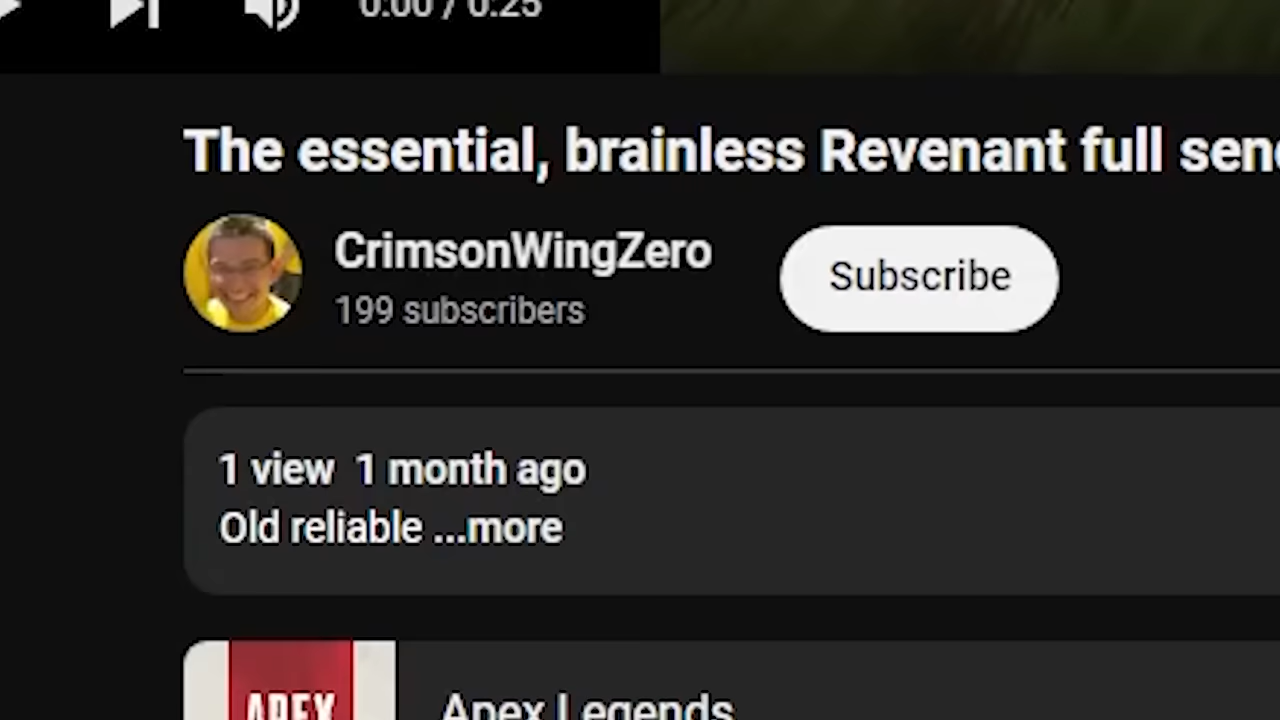 0:00 / 0:25
The essential, brainless Revenant full send
CrimsonWingZero
199 subscribers
Subscribe
1 view 1 month ago
Old reliable ...more
APEX
Apex Legends